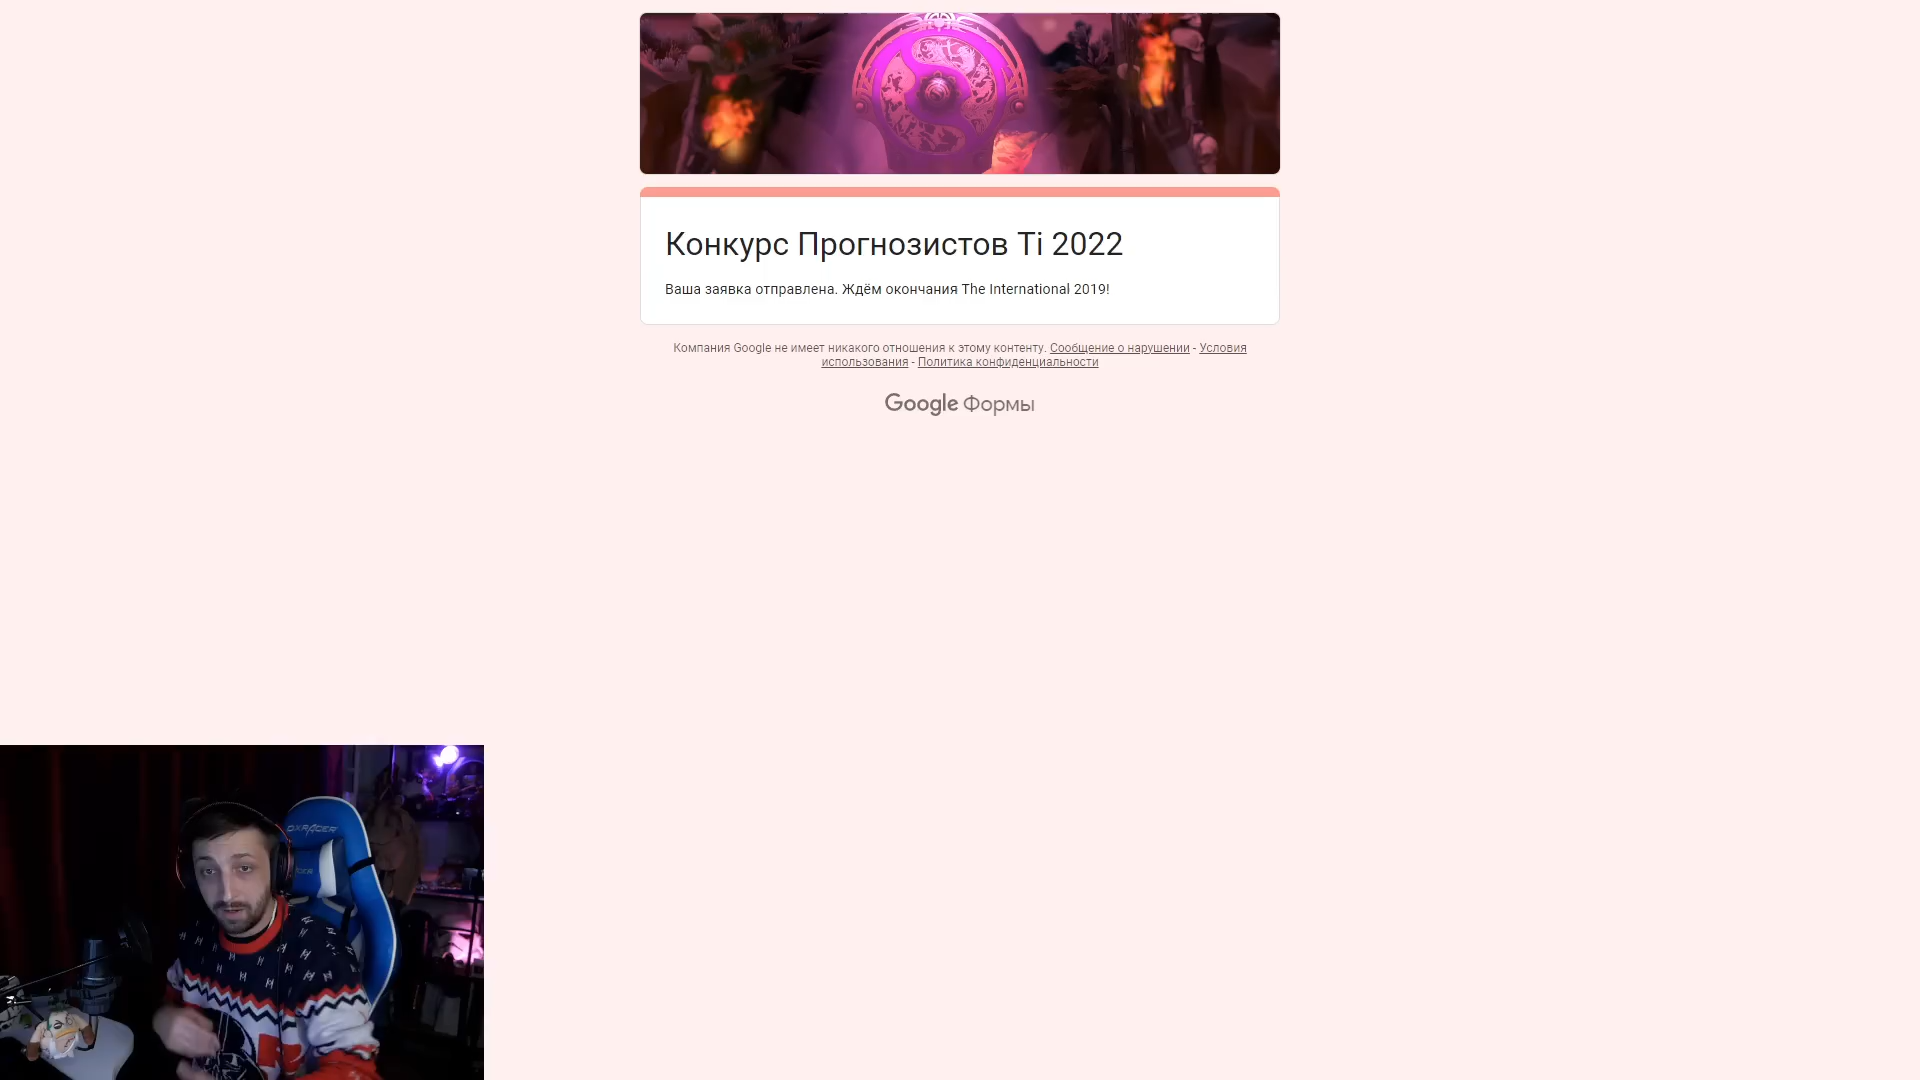 Конкурс Прогнозистов Ti 2022
Ваша заявка отправлена. Ждём окончания The International 2019!
Компания Google не имеет никакого отношения к этому контенту. Сообщение о нарушении - Условия
использования - Политика конфиденциальности
Google Формы
DXRACER